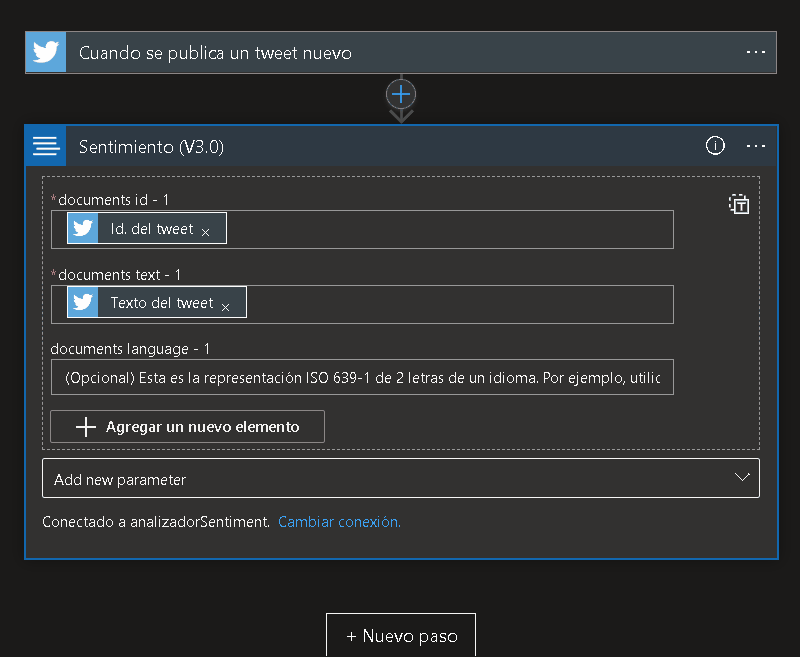 Cuando se publica un tweet nuevo
Sentimiento (V3.0)
*documents id - 1
Id. del tweet
*documents text - 1
Texto del tweet
documents language - 1
(Opcional) Esta es la representación ISO 639-1 de 2 letras de un idioma. Por ejemplo, utilic
Agregar un nuevo elemento
Add new parameter
Conectado a analizadorSentiment. Cambiar conexión.
+ Nuevo paso